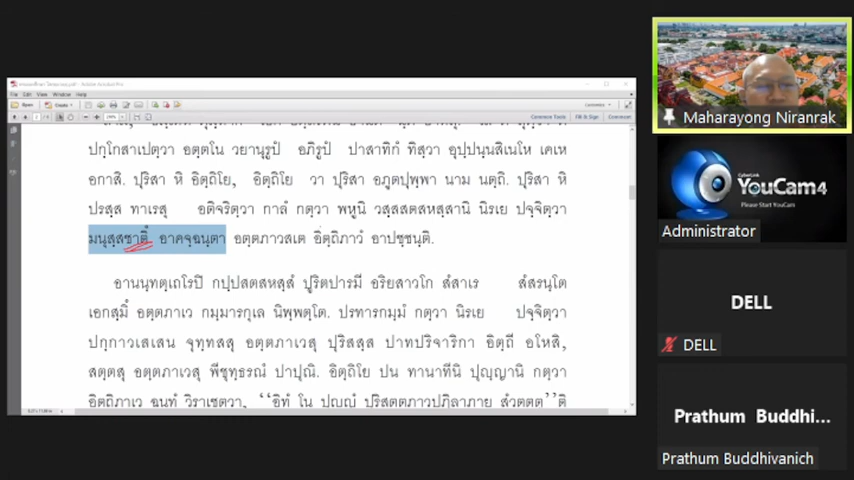 File Edit View Window Help
Open
Create
Customize
Common Tools
Fill & Sign
Comment
ปกฺโกสาเปตฺวา อตฺตโน วยานุรูปํ อภิรูปํ ปาสาทิกํ ทิสฺวา อุปฺปนฺนสิเนโห เคเห
อกาสิ. ปุริสา หิ อิตฺถิโย, อิตฺถิโย วา ปุริสา อภูตปุพฺพา นาม นตฺถิ. ปุริสา หิ
ปรสฺส ทาเรสุ อติจริตฺวา กาลํ กตฺวา พหูนิ วสฺสสตสหสฺสานิ นิรเย ปจฺจิตฺวา
มนุสฺสชาตึ อาคจฺฉนฺตา อตฺตภาวสเต อิตฺถิภาวํ อาปชฺชนฺติ.
อานนฺทตฺเถโรปิ กปฺปสตสหสฺสํ ปูริตปารมี อริยสาวโก สํสาเร สํสรนฺโต
เอกสฺมึ อตฺตภาเว กมฺมารกุเล นิพฺพตฺโต. ปรทารกมฺมํ กตฺวา นิรเย ปจฺจิตฺวา
ปกฺกาวเสเสน จุทฺทสสุ อตฺตภาเวสุ ปุริสสฺส ปาทปริจาริกา อิตฺถี อโหสิ,
สตฺตสุ อตฺตภาเวสุ พีชุทฺธรณํ ปาปุณิ. อิตฺถิโย ปน ทานาทีนิ ปุญฺญานิ กตฺวา
อิตฺถิภาเว ฉนฺทํ วิราเชตฺวา, ‘‘อิทํ โน ปุญฺญํ ปุริสตฺตภาวปฏิลาภาย สํวตฺตตู’’ติ
Maharayong Niranrak
CyberLink
YouCam4
Please Start YouCam
Administrator
DELL
DELL
Prathum Buddhi...
Prathum Buddhivanich